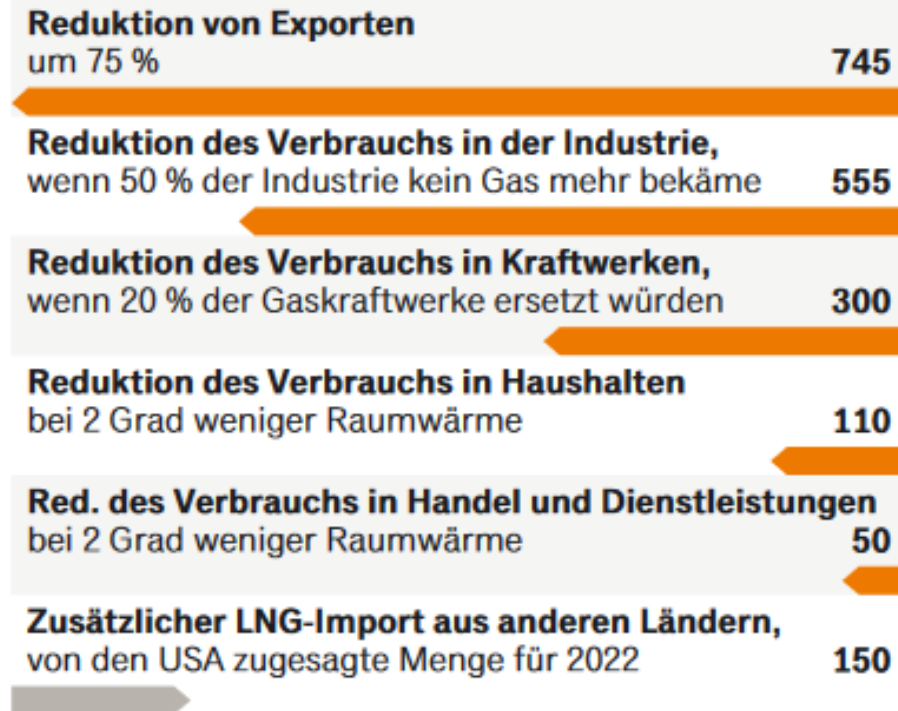 Reduktion von Exporten
um 75 % 745
Reduktion des Verbrauchs in der Industrie,
wenn 50 % der Industrie kein Gas mehr bekäme 555
Reduktion des Verbrauchs in Kraftwerken,
wenn 20 % der Gaskraftwerke ersetzt würden 300
Reduktion des Verbrauchs in Haushalten
bei 2 Grad weniger Raumwärme 110
Red. des Verbrauchs in Handel und Dienstleistungen
bei 2 Grad weniger Raumwärme 50
Zusätzlicher LNG-Import aus anderen Ländern,
von den USA zugesagte Menge für 2022 150